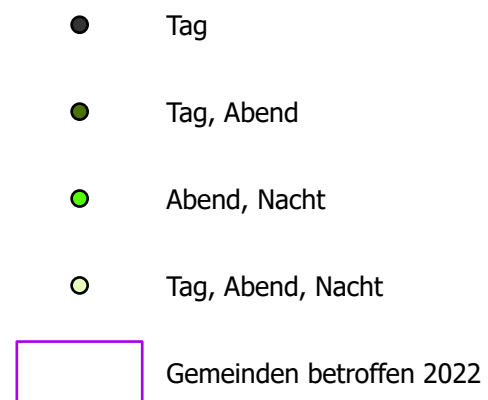 Tag
Tag, Abend
Abend, Nacht
Tag, Abend, Nacht
Gemeinden betroffen 2022